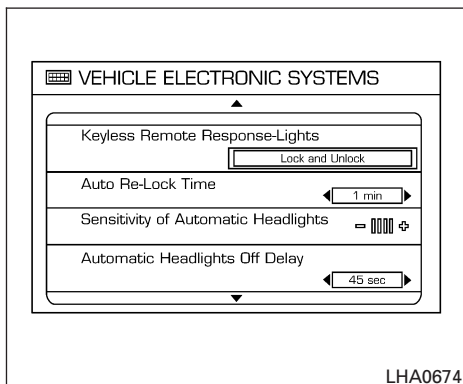 VEHICLE ELECTRONIC SYSTEMS
Keyless Remote Response-Lights
Lock and Unlock
Auto Re-Lock Time
1 min
Sensitivity of Automatic Headlights
Automatic Headlights Off Delay
45 sec
LHA0674